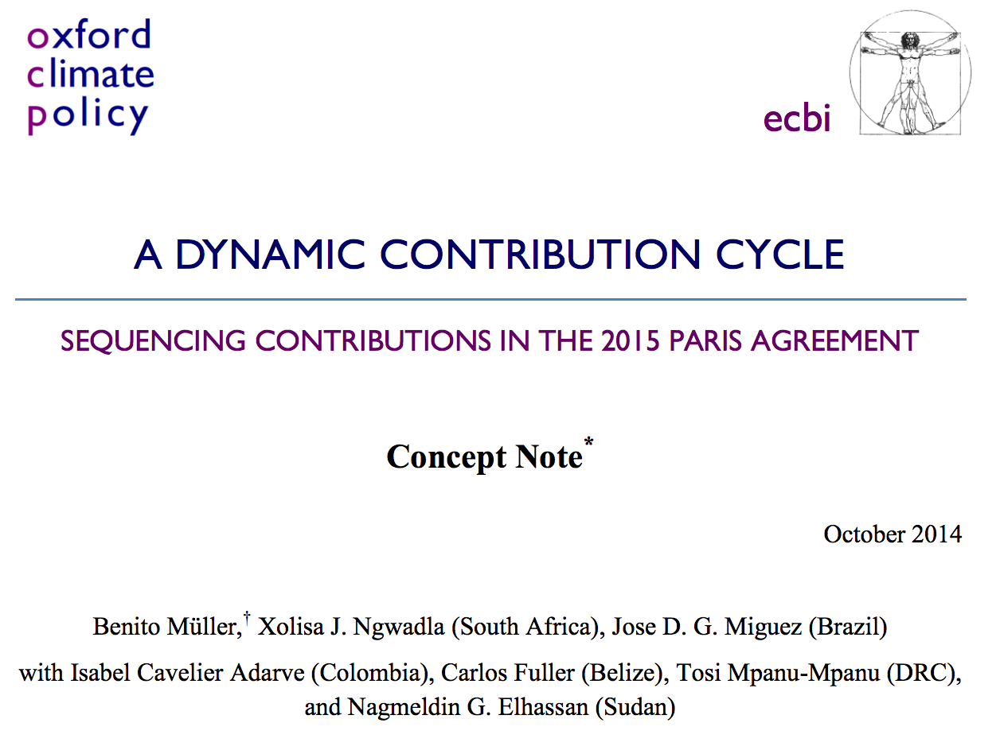 oxford
climate
policy
ecbi
A DYNAMIC CONTRIBUTION CYCLE
SEQUENCING CONTRIBUTIONS IN THE 2015 PARIS AGREEMENT
Concept Note*
October 2014
Benito Müller,† Xolisa J. Ngwadla (South Africa), Jose D. G. Miguez (Brazil)
with Isabel Cavelier Adarve (Colombia), Carlos Fuller (Belize), Tosi Mpanu-Mpanu (DRC),
and Nagmeldin G. Elhassan (Sudan)